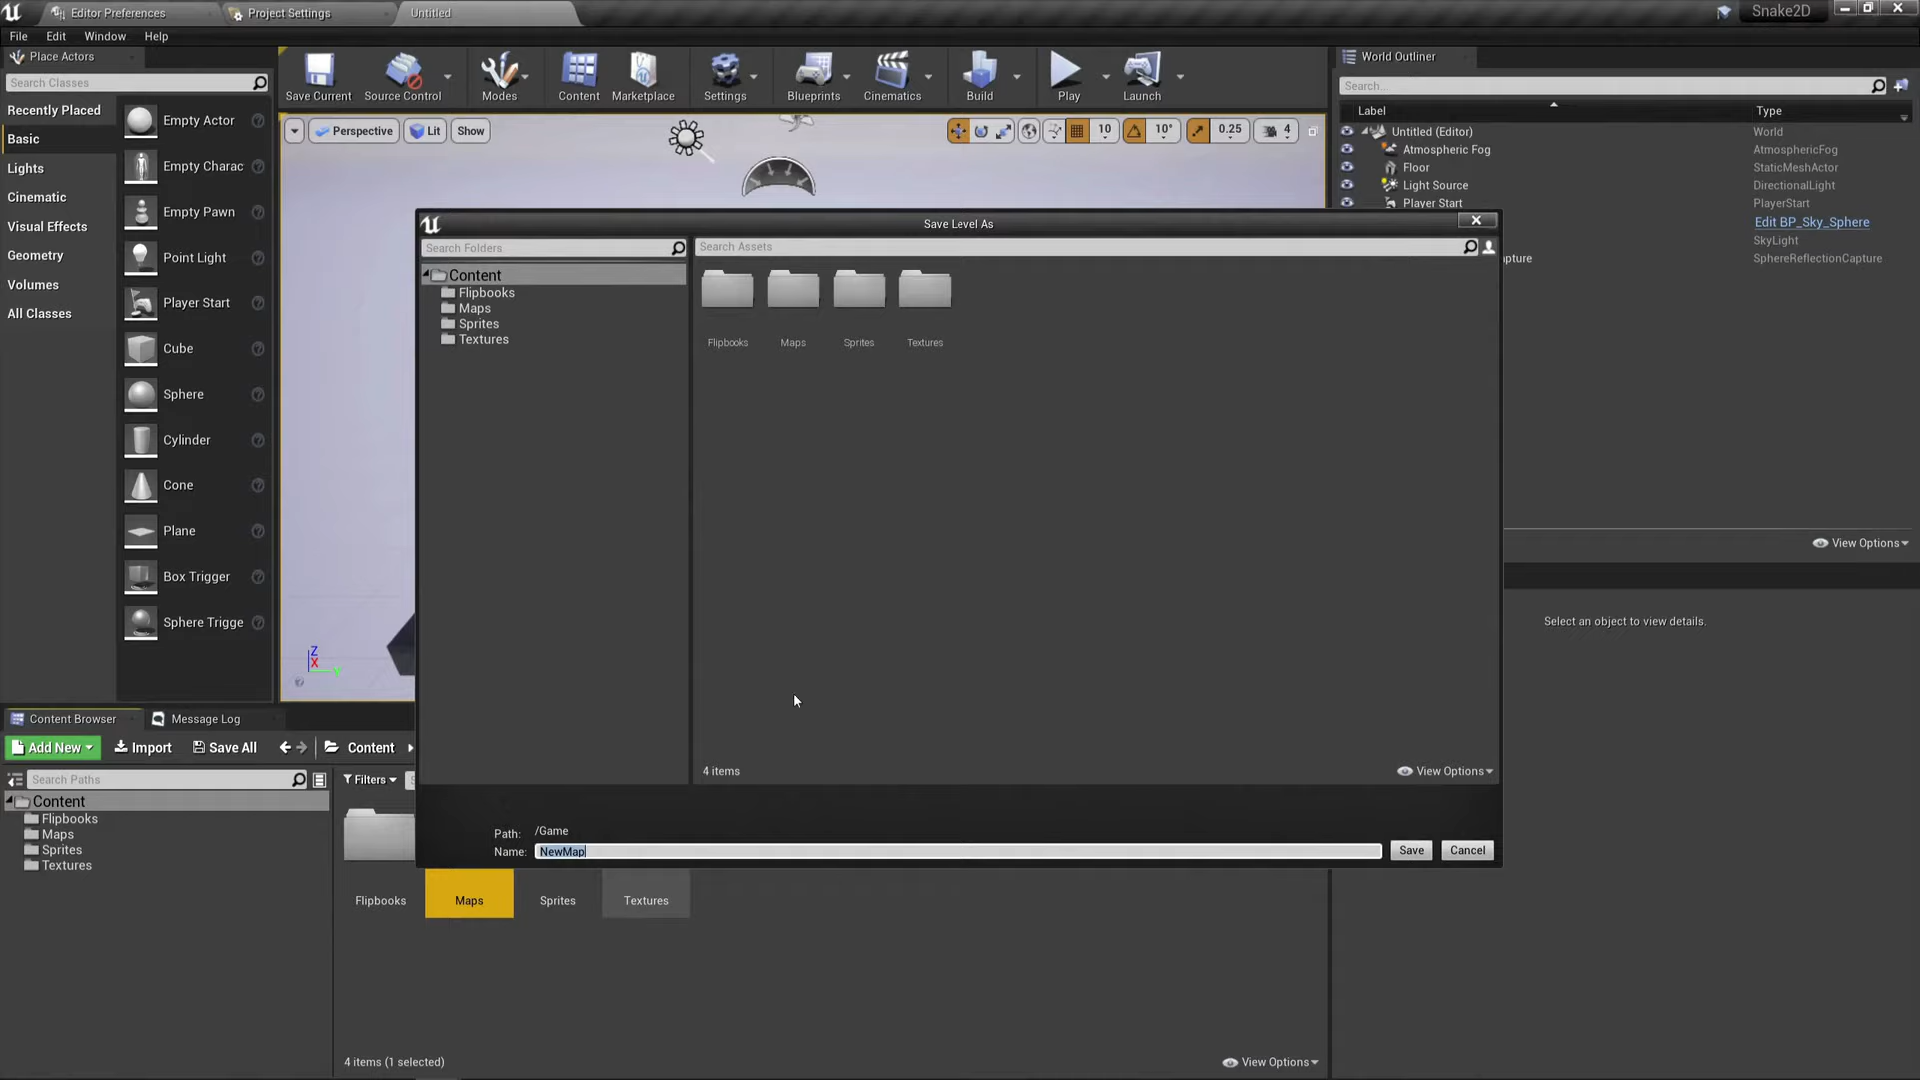 Editor Preferences
Project Settings
Untitled
Snake2D
File Edit Window Help
Place Actors
Search Classes
Recently Placed
Basic
Lights
Cinematic
Visual Effects
Geometry
Volumes
All Classes
Empty Actor
Empty Charac
Empty Pawn
Point Light
Player Start
Cube
Sphere
Cylinder
Cone
Plane
Box Trigger
Sphere Trigge
Save Current
Source Control
Modes
Content
Marketplace
Settings
Blueprints
Cinematics
Build
Play
Launch
Perspective
Lit
Show
10
10°
0.25
4
Z
X
Y
World Outliner
Search...
Label Type
Untitled (Editor) World
Atmospheric Fog AtmosphericFog
Floor StaticMeshActor
Light Source DirectionalLight
Player Start PlayerStart
Edit BP_Sky_Sphere
SkyLight
pture SphereReflectionCapture
View Options
Select an object to view details.
Save Level As
Search Folders
Search Assets
Content
Flipbooks
Maps
Sprites
Textures
Flipbooks Maps Sprites Textures
4 items
View Options
Path: /Game
Name: NewMap
Save
Cancel
Content Browser
Message Log
Add New
Import
Save All
Content
Search Paths
Filters
Content
Flipbooks
Maps
Sprites
Textures
Flipbooks Maps Sprites Textures
4 items (1 selected)
View Options